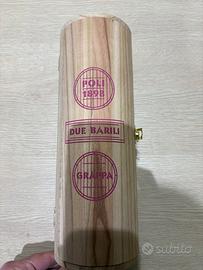 POLI
1898
DUE BARILI
GRAPPA
subito